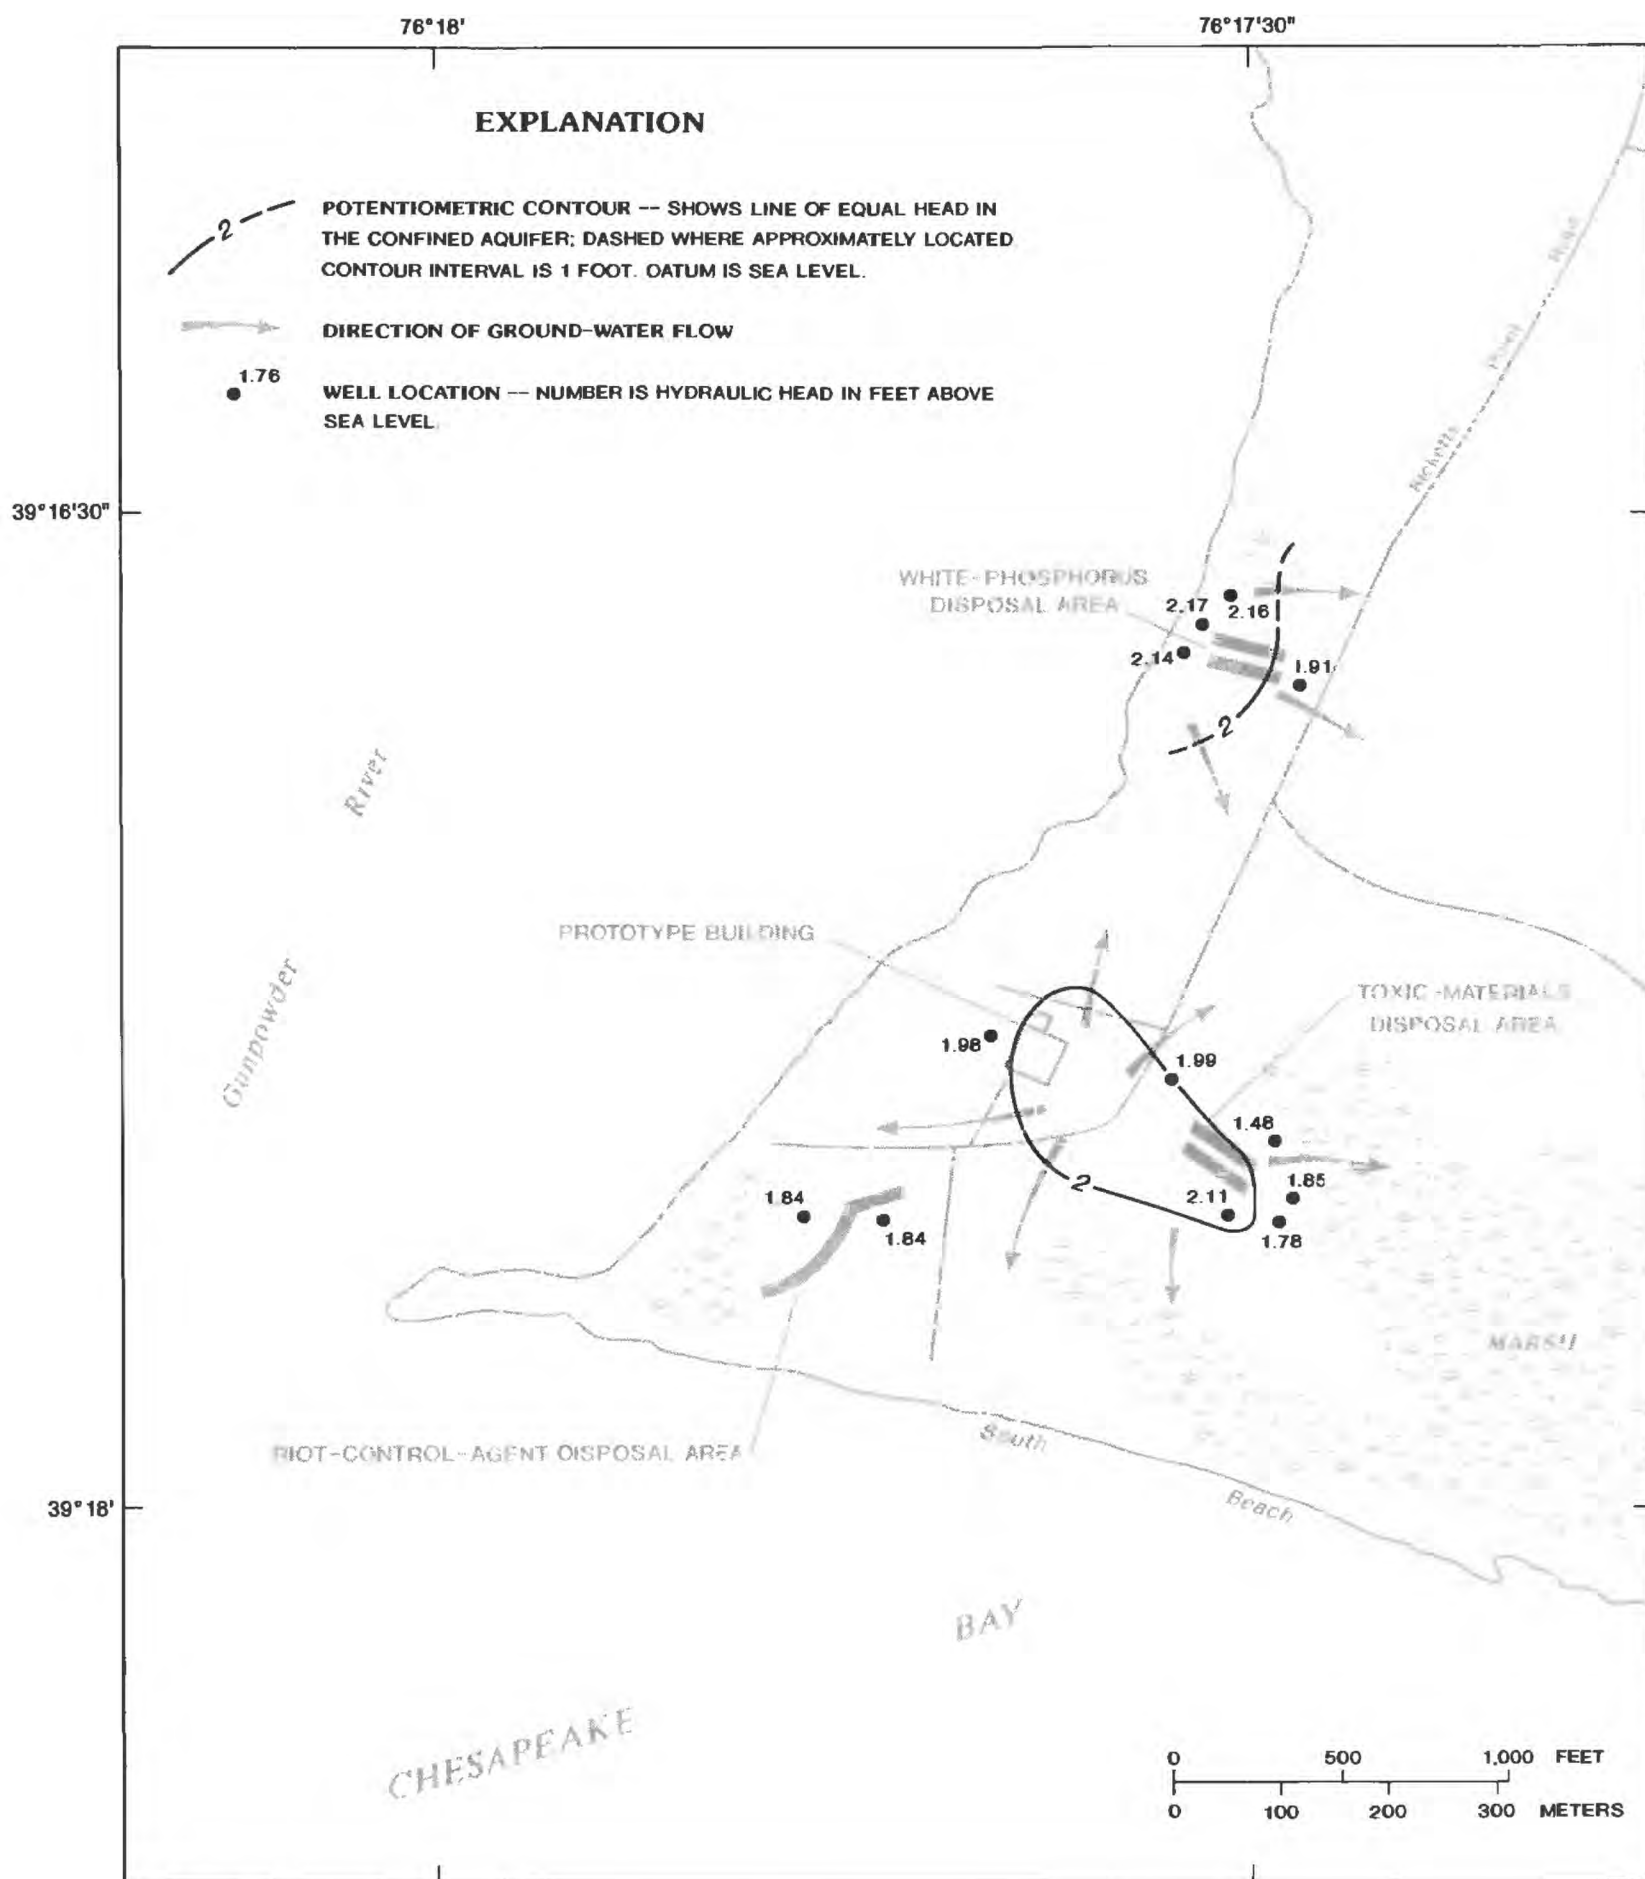 76°18'
76°17'30"
EXPLANATION
2
POTENTIOMETRIC CONTOUR -- SHOWS LINE OF EQUAL HEAD IN
THE CONFINED AQUIFER; DASHED WHERE APPROXIMATELY LOCATED
CONTOUR INTERVAL IS 1 FOOT. OATUM IS SEA LEVEL.
DIRECTION OF GROUND-WATER FLOW
1.76
WELL LOCATION -- NUMBER IS HYDRAULIC HEAD IN FEET ABOVE
SEA LEVEL
Ricketts
Point
39°16'30"
WHITE-PHOSPHORUS
DISPOSAL AREA
2.17
2.16
2.14
1.91
2
River
Gunpowder
PROTOTYPE BUILDING
TOXIC-MATERIALS
DISPOSAL AREA
1.98
1.99
1.48
1.85
2
2.11
1.78
1.84
1.84
MARSH
RIOT-CONTROL-AGENT OISPOSAL AREA
South
Beach
39°18'
BAY
CHESAPEAKE
0 500 1,000 FEET
0 100 200 300 METERS